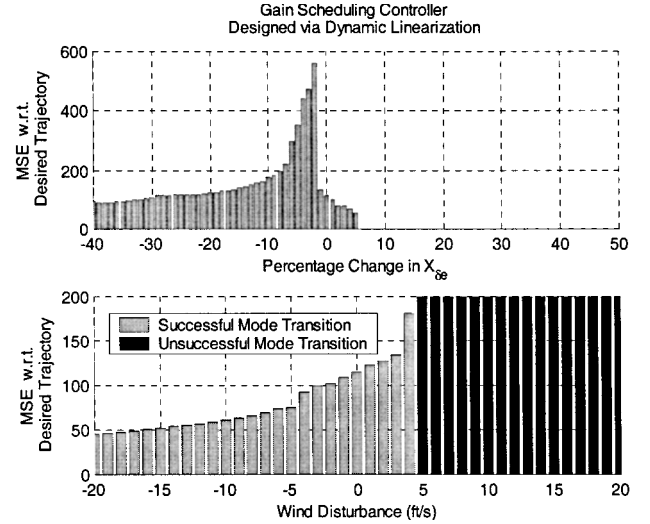 Gain Scheduling Controller
Designed via Dynamic Linearization
600
400
200
0
MSE w.r.t.
Desired Trajectory
-40 -30 -20 -10 0 10 20 30 40 50
Percentage Change in Xδe
200
150
100
50
0
MSE w.r.t.
Desired Trajectory
Successful Mode Transition
Unsuccessful Mode Transition
-20 -15 -10 -5 0 5 10 15 20
Wind Disturbance (ft/s)